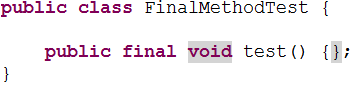 public class FinalMethodTest {
public final void test() {};
}